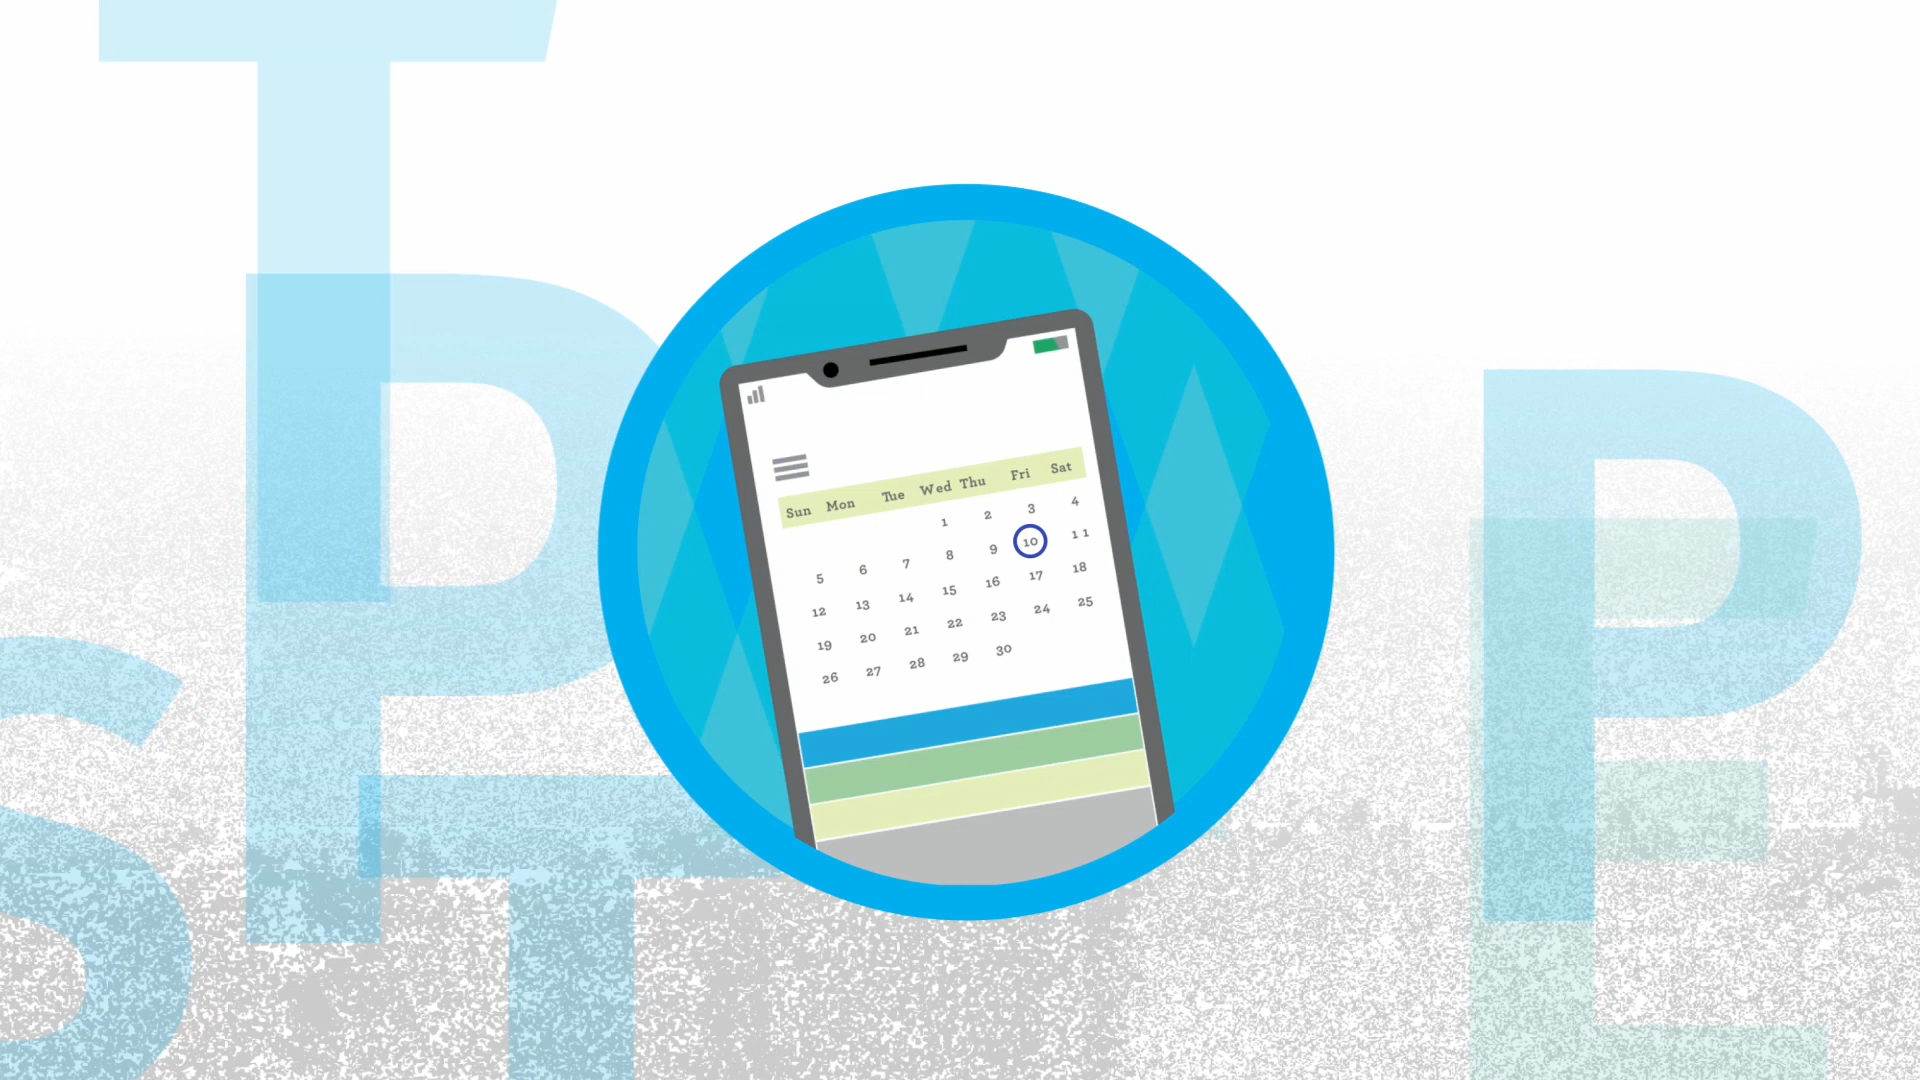 T
P
P
E
S
T
Sun Mon Tue Wed Thu Fri Sat
1 2 3 4
5 6 7 8 9 10 11
12 13 14 15 16 17 18
19 20 21 22 23 24 25
26 27 28 29 30